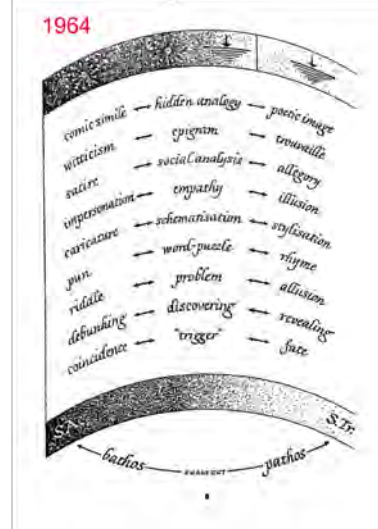 1964
comic simile hidden analogy poetic image
witticism epigram trouvaille
satire social analysis allegory
impersonation empathy illusion
caricature schematisation stylisation
pun word-puzzle rhyme
riddle problem allusion
debunking discovering revealing
coincidence "trigger" fate
S.A. S.Tr.
bathos pathos